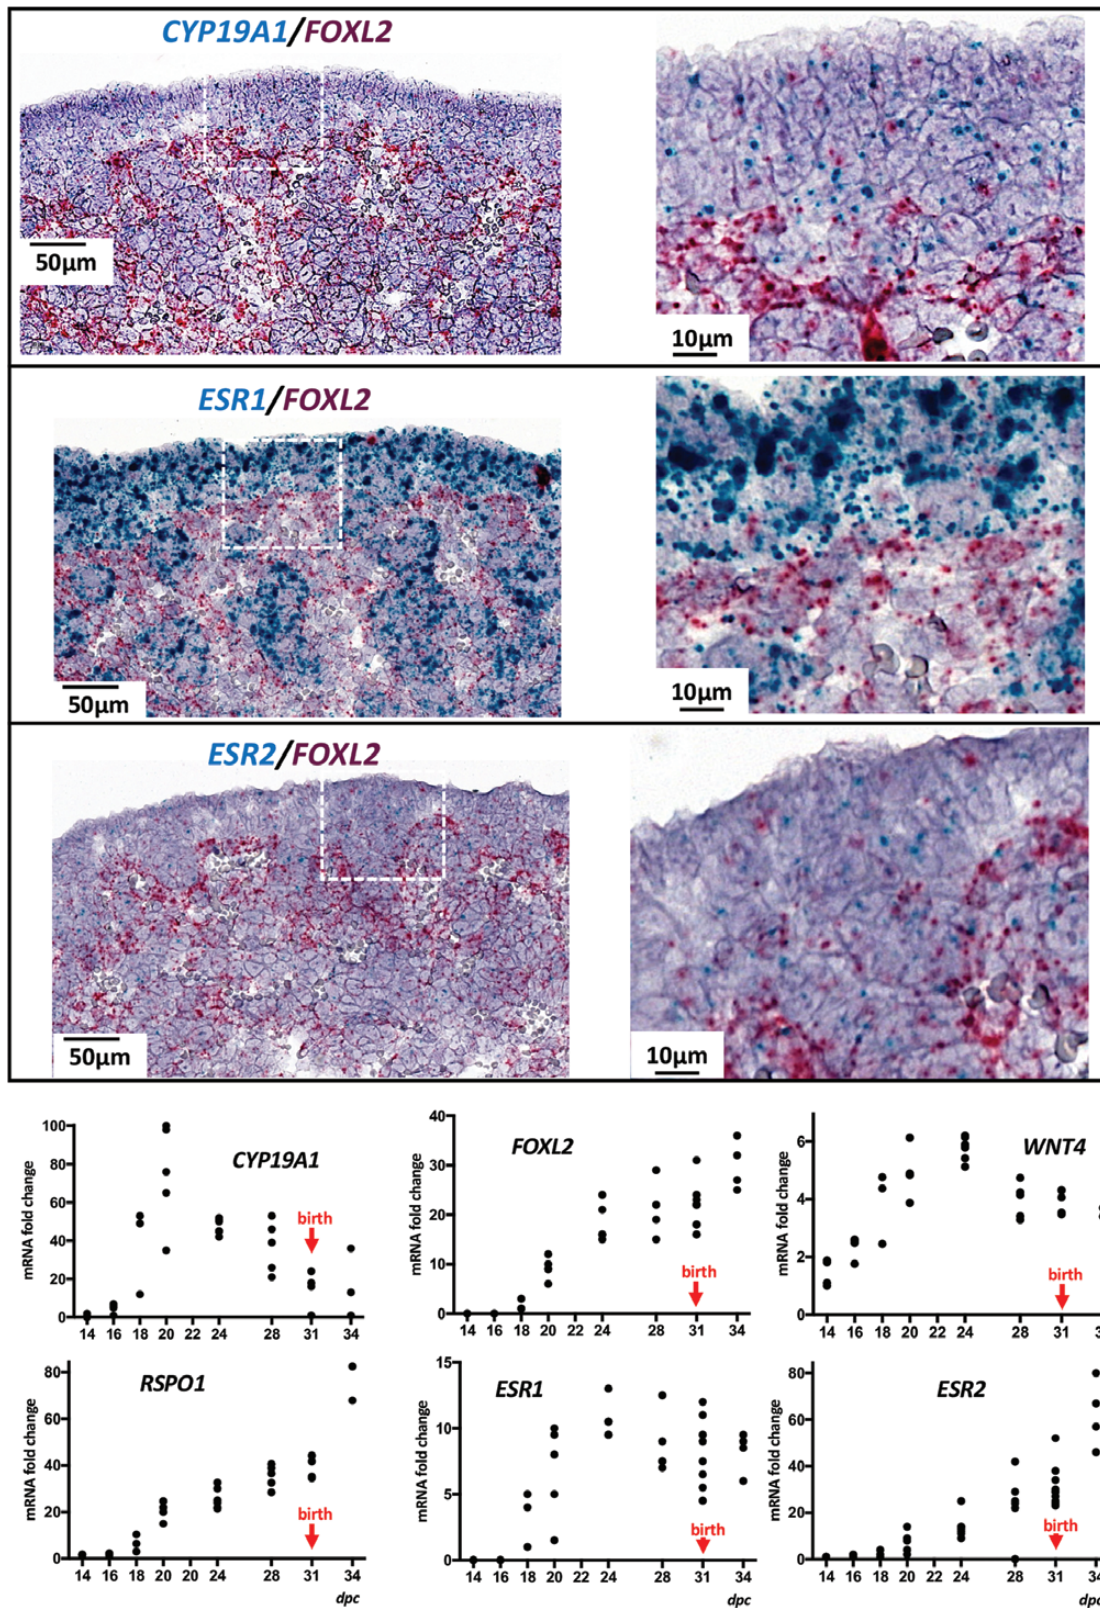 CYP19A1/FOXL2
50µm
10µm
ESR1/FOXL2
50µm
10µm
ESR2/FOXL2
50µm
10µm
mRNA fold change
100
80
60
40
20
0
CYP19A1
birth
14 16 18 20 22 24 28 31 34
mRNA fold change
40
30
20
10
0
FOXL2
birth
14 16 18 20 22 24 28 31 34
mRNA fold change
6
4
2
0
WNT4
birth
14 16 18 20 22 24 28 31
mRNA fold change
80
60
40
20
0
RSPO1
birth
14 16 18 20 22 24 28 31 34
dpc
mRNA fold change
15
10
5
0
ESR1
birth
14 16 18 20 22 24 28 31 34
mRNA fold change
80
60
40
20
0
ESR2
birth
14 16 18 20 22 24 28 31 34
dpc